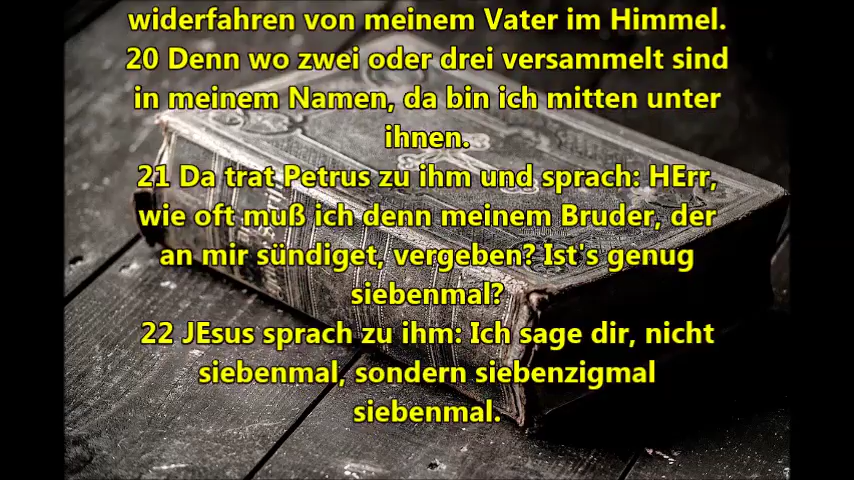 widerfahren von meinem Vater im Himmel.
20 Denn wo zwei oder drei versammelt sind
in meinem Namen, da bin ich mitten unter
ihnen.
21 Da trat Petrus zu ihm und sprach: HErr,
wie oft muß ich denn meinem Bruder, der
an mir sündiget, vergeben? Ist's genug
siebenmal?
22 JEsus sprach zu ihm: Ich sage dir, nicht
siebenmal, sondern siebenzigmal
siebenmal.